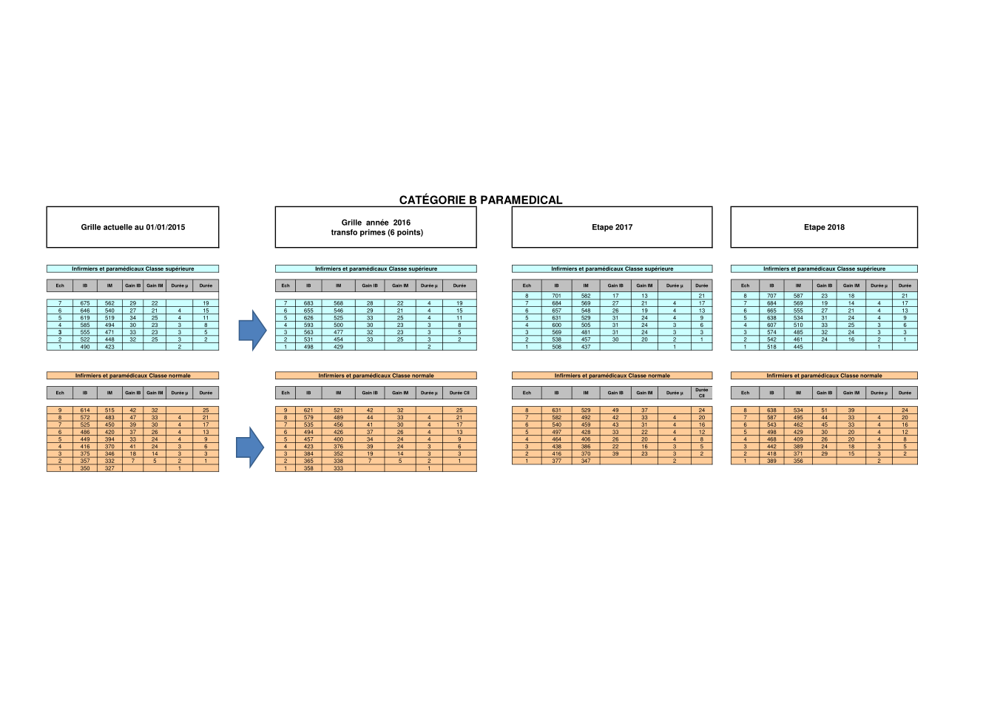 CATÉGORIE B PARAMEDICAL
Grille actuelle au 01/01/2015
Grille année 2016
transfo primes (6 points)
Etape 2017
Etape 2018
Infirmiers et paramédicaux Classe supérieure
Ech IB IM Gain IB Gain IM Durée µ Durée
7 675 562 29 22 19
6 646 540 27 21 4 15
5 619 519 34 25 4 11
4 585 494 30 23 3 8
3 555 471 33 23 3 5
2 522 448 32 25 3 2
1 490 423 2
Infirmiers et paramédicaux Classe supérieure
Ech IB IM Gain IB Gain IM Durée µ Durée
7 683 568 28 22 4 19
6 655 546 29 21 4 15
5 626 525 33 25 4 11
4 593 500 30 23 3 8
3 563 477 32 23 3 5
2 531 454 33 25 3 2
1 498 429 2
Infirmiers et paramédicaux Classe supérieure
Ech IB IM Gain IB Gain IM Durée µ Durée
8 701 582 17 13 21
7 684 569 27 21 4 17
6 657 548 26 19 4 13
5 631 529 31 24 4 9
4 600 505 31 24 3 6
3 569 481 31 24 3 3
2 538 457 30 20 2 1
1 508 437 1
Infirmiers et paramédicaux Classe supérieure
Ech IB IM Gain IB Gain IM Durée µ Durée
8 707 587 23 18 21
7 684 569 19 14 4 17
6 665 555 27 21 4 13
5 638 534 31 24 4 9
4 607 510 33 25 3 6
3 574 485 32 24 3 3
2 542 461 24 16 2 1
1 518 445 1
Infirmiers et paramédicaux Classe normale
Ech IB IM Gain IB Gain IM Durée µ Durée
9 614 515 42 32 25
8 572 483 47 33 4 21
7 525 450 39 30 4 17
6 486 420 37 26 4 13
5 449 394 33 24 4 9
4 416 370 41 24 3 6
3 375 346 18 14 3 3
2 357 332 7 5 2 1
1 350 327 1
Infirmiers et paramédicaux Classe normale
Ech IB IM Gain IB Gain IM Durée µ Durée CII
9 621 521 42 32 25
8 579 489 44 33 4 21
7 535 456 41 30 4 17
6 494 426 37 26 4 13
5 457 400 34 24 4 9
4 423 376 39 24 3 6
3 384 352 19 14 3 3
2 365 338 7 5 2 1
1 358 333 1
Infirmiers et paramédicaux Classe normale
Ech IB IM Gain IB Gain IM Durée µ Durée
CII
8 631 529 49 37 24
7 582 492 42 33 4 20
6 540 459 43 31 4 16
5 497 428 33 22 4 12
4 464 406 26 20 4 8
3 438 386 22 16 3 5
2 416 370 39 23 3 2
1 377 347 2
Infirmiers et paramédicaux Classe normale
Ech IB IM Gain IB Gain IM Durée µ Durée
8 638 534 51 39 24
7 587 495 44 33 4 20
6 543 462 45 33 4 16
5 498 429 30 20 4 12
4 468 409 26 20 4 8
3 442 389 24 18 3 5
2 418 371 29 15 3 2
1 389 356 2